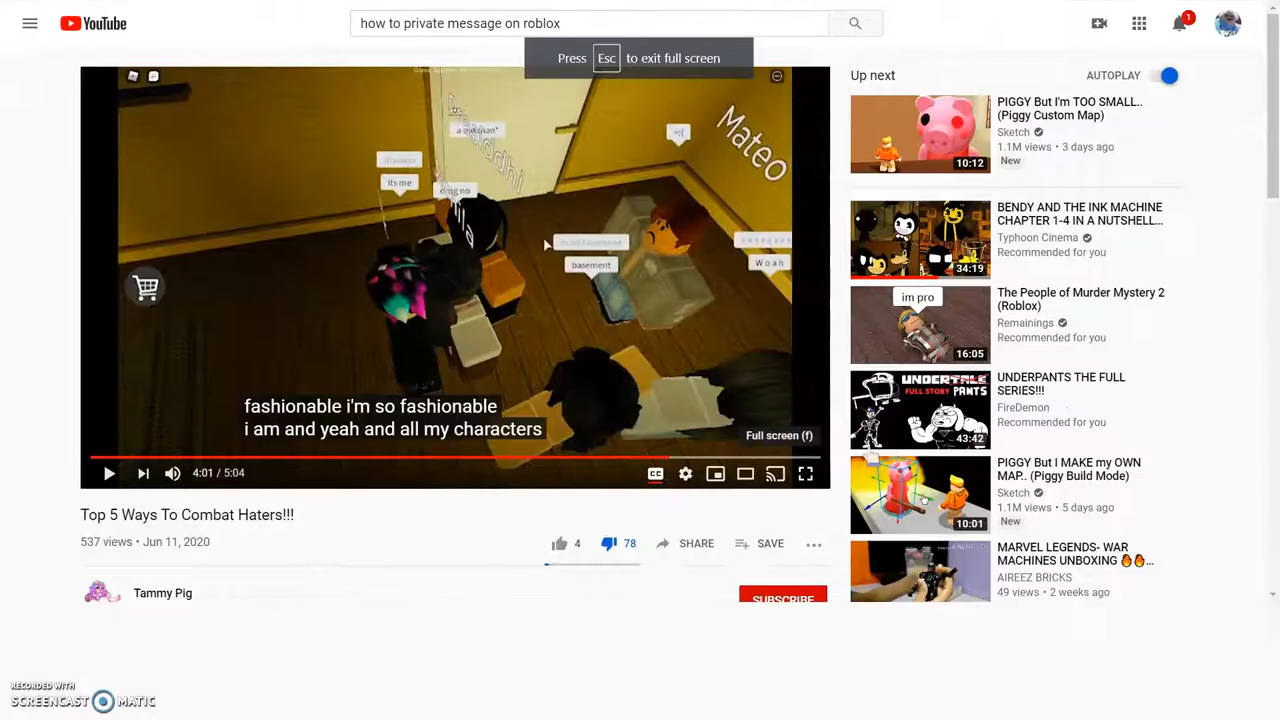 YouTube
how to private message on roblox
1
Press Esc to exit full screen
a
its me
no
basement
Woah
Mateo
fashionable i'm so fashionable
i am and yeah and all my characters
Full screen (f)
4:01 / 5:04
CC
Top 5 Ways To Combat Haters!!!
537 views • Jun 11, 2020
4
78
SHARE
SAVE
Tammy Pig
SUBSCRIBE
Up next
AUTOPLAY
PIGGY But I'm TOO SMALL..
(Piggy Custom Map)
Sketch
1.1M views • 3 days ago
New
10:12
BENDY AND THE INK MACHINE
CHAPTER 1-4 IN A NUTSHELL...
Typhoon Cinema
Recommended for you
34:19
im pro
The People of Murder Mystery 2
(Roblox)
Remainings
Recommended for you
16:05
UNDERTALE
FULL STORY PANTS
UNDERPANTS THE FULL
SERIES!!!
FireDemon
Recommended for you
43:42
PIGGY But I MAKE my OWN
MAP.. (Piggy Build Mode)
Sketch
1.1M views • 5 days ago
New
10:01
MARVEL LEGENDS- WAR
MACHINES UNBOXING 🔥🔥...
AIREEZ BRICKS
49 views • 2 weeks ago
RECORDED WITH
SCREENCAST MATIC